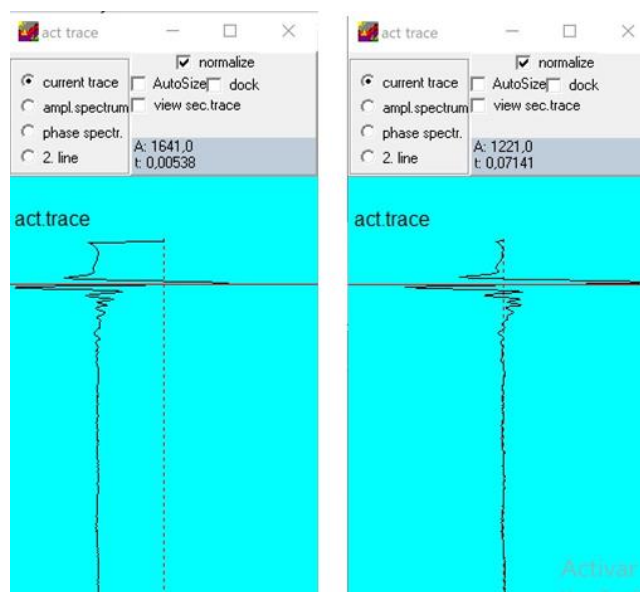 act trace
normalize
current trace
AutoSize
dock
ampl.spectrum
view sec.trace
phase spectr.
2. line
A: 1641,0
t: 0,00538
act.trace
act trace
normalize
current trace
AutoSize
dock
ampl.spectrum
view sec.trace
phase spectr.
2. line
A: 1221,0
t: 0,07141
act.trace
Activar